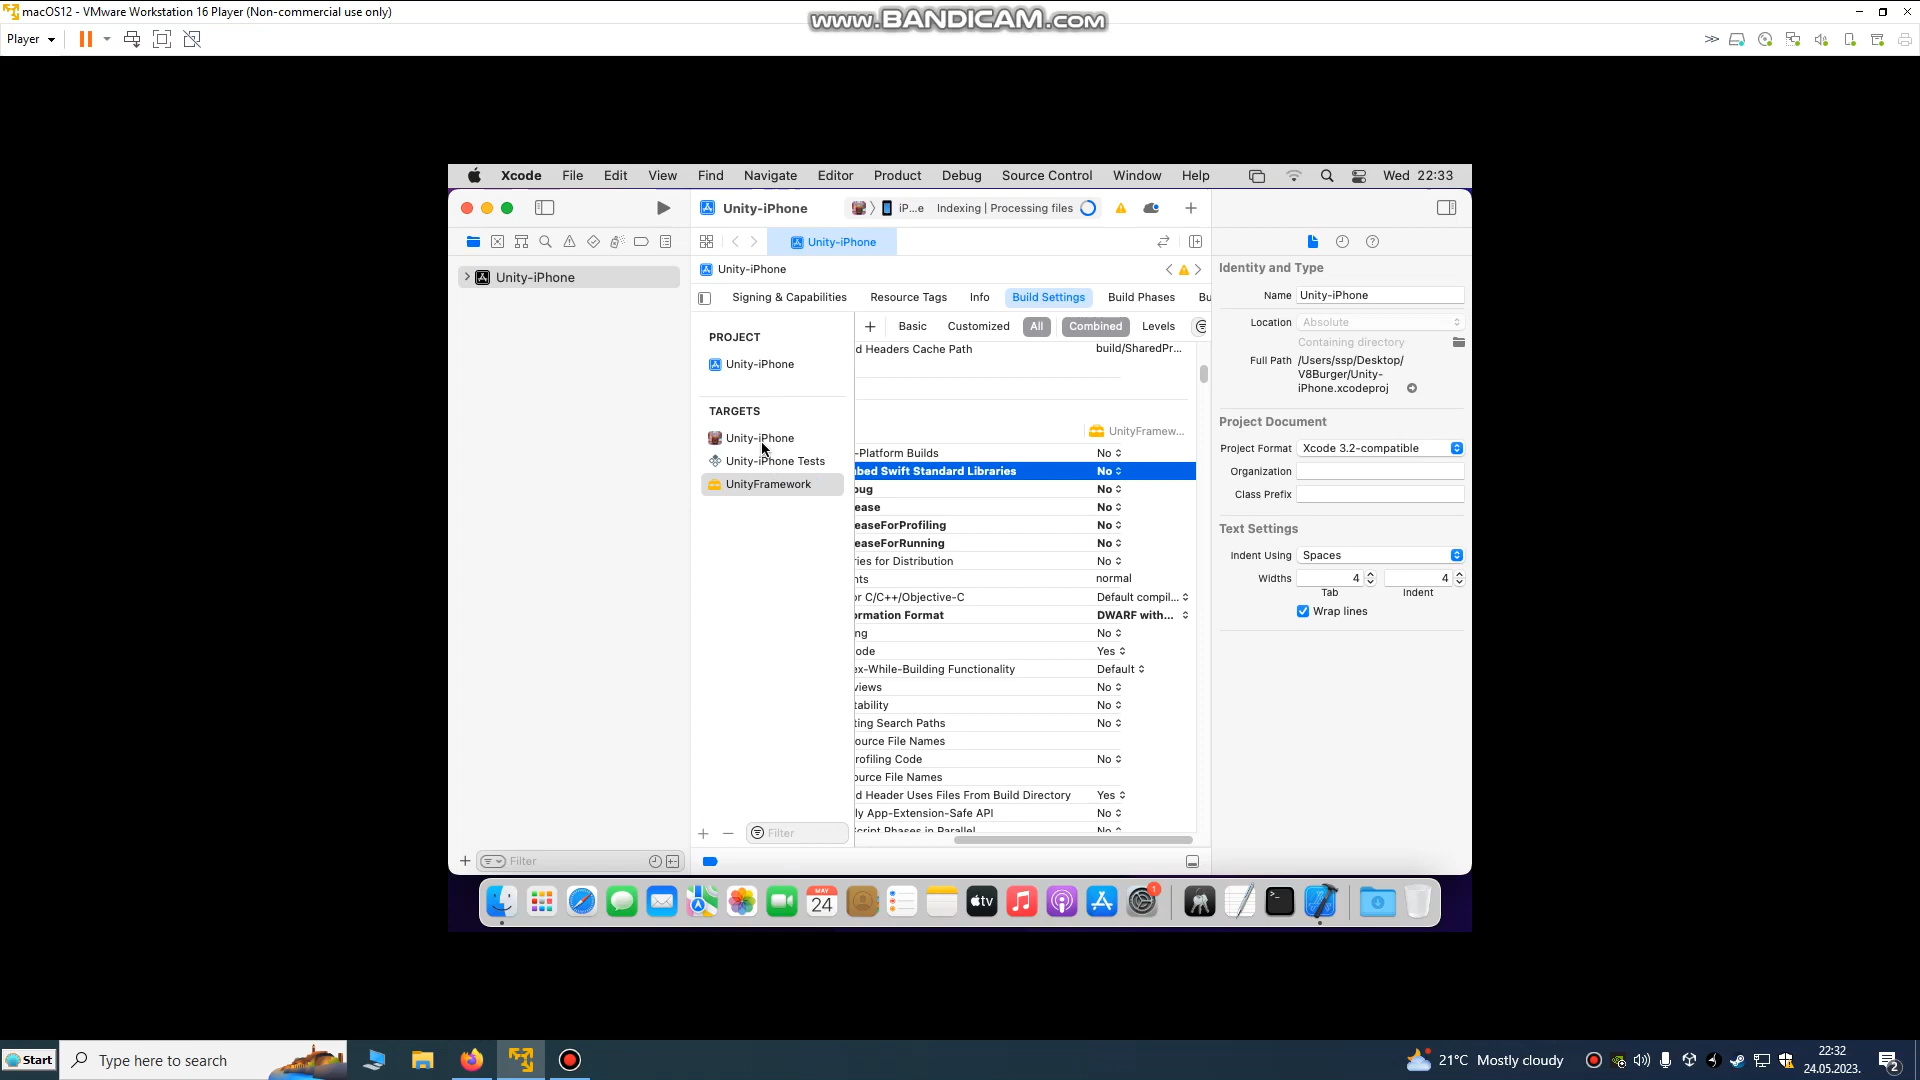 macOS12 - VMware Workstation 16 Player (Non-commercial use only)
www.BANDICAM.com
Player
Xcode File Edit View Find Navigate Editor Product Debug Source Control Window Help Wed 22:33
Unity-iPhone
iP...e Indexing | Processing files
Unity-iPhone
Unity-iPhone
Unity-iPhone
Signing & Capabilities Resource Tags Info Build Settings Build Phases Bu
PROJECT
Unity-iPhone
TARGETS
Unity-iPhone
Unity-iPhone Tests
UnityFramework
Filter
Basic Customized All Combined Levels
d Headers Cache Path build/SharedPr...
UnityFramew...
-Platform Builds No
bed Swift Standard Libraries No
bug No
ease No
easeForProfiling No
easeForRunning No
ries for Distribution No
nts normal
or C/C++/Objective-C Default compil...
ormation Format DWARF with...
ng No
ode Yes
ex-While-Building Functionality Default
views No
tability No
ting Search Paths No
ource File Names
rofiling Code No
ource File Names
d Header Uses Files From Build Directory Yes
ly App-Extension-Safe API No
Script Phases in Parallel No
Identity and Type
Name Unity-iPhone
Location Absolute
Containing directory
Full Path /Users/ssp/Desktop/
V8Burger/Unity-
iPhone.xcodeproj
Project Document
Project Format Xcode 3.2-compatible
Organization
Class Prefix
Text Settings
Indent Using Spaces
Widths 4 4
Tab Indent
Wrap lines
Filter
MAY
24
tv
1
Start
Type here to search
21°C Mostly cloudy
22:32
24.05.2023.
2